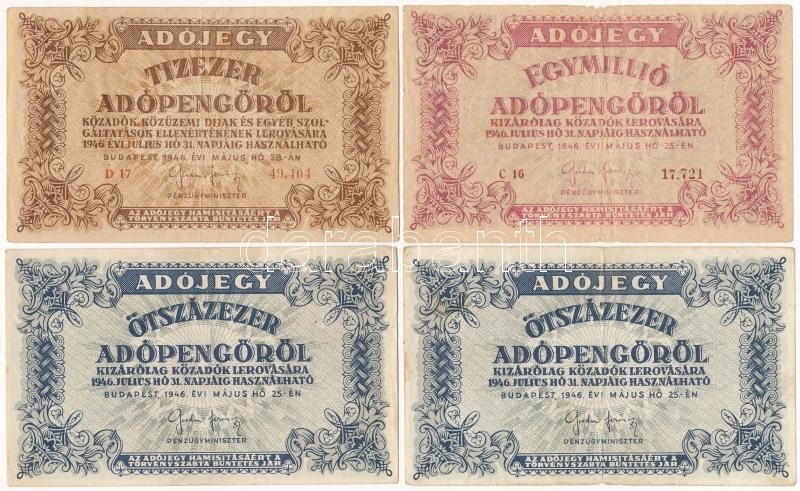 ADÓJEGY
TIZEZER
ADÓPENGŐRŐL
KÖZADÓK, KÖZÜZEMI DIJAK ÉS EGYÉB SZOL-
GÁLTATÁSOK ELLENÉRTÉKÉNEK LEROVÁSÁRA
1946 ÉVI JULIUS HÓ 31. NAPJÁIG HASZNÁLHATÓ
BUDAPEST, 1946. ÉVI MÁJUS HÓ 28-ÁN
D 17 49,404
PÉNZÜGYMINISZTER
AZ ADÓJEGY HAMISITÁSÁÉRT A
TÖRVÉNYSZABTA BÜNTETÉS JÁR
ADÓJEGY
EGYMILLIÓ
ADÓPENGŐRŐL
KIZÁRÓLAG KÖZADÓK LEROVÁSÁRA
1946. JULIUS HÓ 31. NAPJÁIG HASZNÁLHATÓ
BUDAPEST, 1946. ÉVI MÁJUS HÓ 25-ÉN
C 16 17.721
PÉNZÜGYMINISZTER
AZ ADÓJEGY HAMISITÁSÁÉRT A
TÖRVÉNYSZABTA BÜNTETÉS JÁR
darabanth
ADÓJEGY
ÖTSZÁZEZER
ADÓPENGŐRŐL
KIZÁRÓLAG KÖZADÓK LEROVÁSÁRA
1946. JULIUS HÓ 31. NAPJÁIG HASZNÁLHATÓ
BUDAPEST, 1946. ÉVI MÁJUS HÓ 25-ÉN
PÉNZÜGYMINISZTER
AZ ADÓJEGY HAMISITÁSÁÉRT A
TÖRVÉNYSZABTA BÜNTETÉS JÁR
ADÓJEGY
ÖTSZÁZEZER
ADÓPENGŐRŐL
KIZÁRÓLAG KÖZADÓK LEROVÁSÁRA
1946. JULIUS HÓ 31. NAPJÁIG HASZNÁLHATÓ
BUDAPEST, 1946. ÉVI MÁJUS HÓ 25-ÉN
PÉNZÜGYMINISZTER
AZ ADÓJEGY HAMISITÁSÁÉRT A
TÖRVÉNYSZABTA BÜNTETÉS JÁR